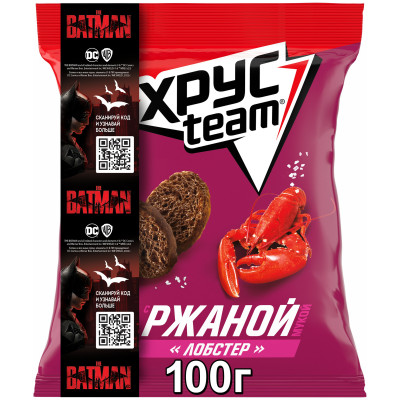 THE
BATMAN
DC
СКАНИРУЙ КОД
И УЗНАВАЙ
БОЛЬШЕ
THE
BATMAN
DC
СКАНИРУЙ КОД
И УЗНАВАЙ
БОЛЬШЕ
THE
BATMAN
ХРУС
team®
С
РЖАНОЙ
МУКОЙ
« ЛОБСТЕР »
100г